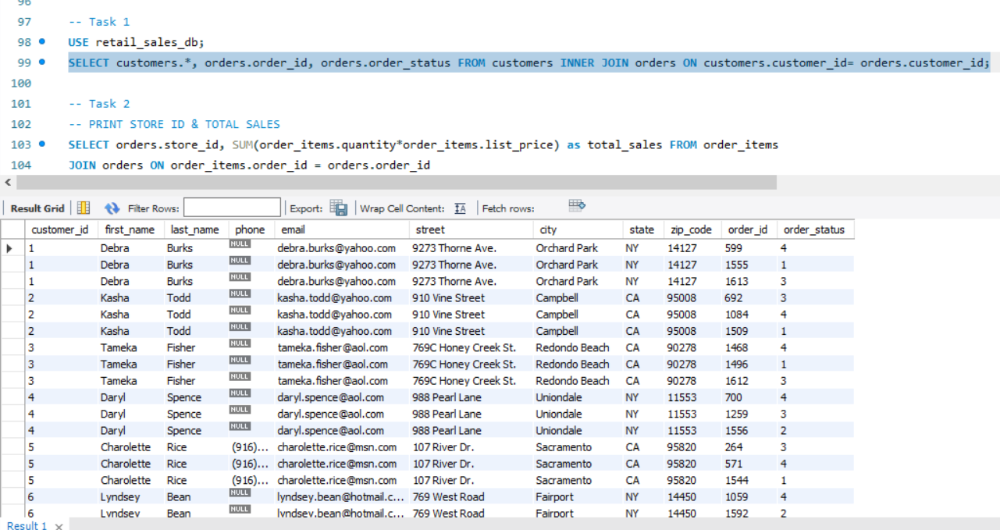 96
97 -- Task 1
98 USE retail_sales_db;
99 SELECT customers.*, orders.order_id, orders.order_status FROM customers INNER JOIN orders ON customers.customer_id= orders.customer_id;
100
101 -- Task 2
102 -- PRINT STORE ID & TOTAL SALES
103 SELECT orders.store_id, SUM(order_items.quantity*order_items.list_price) as total_sales FROM order_items
104 JOIN orders ON order_items.order_id = orders.order_id
Result Grid Filter Rows: Export: Wrap Cell Content: IA Fetch rows:
customer_id first_name last_name phone email street city state zip_code order_id order_status
1 Debra Burks NULL debra.burks@yahoo.com 9273 Thorne Ave. Orchard Park NY 14127 599 4
1 Debra Burks NULL debra.burks@yahoo.com 9273 Thorne Ave. Orchard Park NY 14127 1555 1
1 Debra Burks NULL debra.burks@yahoo.com 9273 Thorne Ave. Orchard Park NY 14127 1613 3
2 Kasha Todd NULL kasha.todd@yahoo.com 910 Vine Street Campbell CA 95008 692 3
2 Kasha Todd NULL kasha.todd@yahoo.com 910 Vine Street Campbell CA 95008 1084 4
2 Kasha Todd NULL kasha.todd@yahoo.com 910 Vine Street Campbell CA 95008 1509 1
3 Tameka Fisher NULL tameka.fisher@aol.com 769C Honey Creek St. Redondo Beach CA 90278 1468 4
3 Tameka Fisher NULL tameka.fisher@aol.com 769C Honey Creek St. Redondo Beach CA 90278 1496 1
3 Tameka Fisher NULL tameka.fisher@aol.com 769C Honey Creek St. Redondo Beach CA 90278 1612 3
4 Daryl Spence NULL daryl.spence@aol.com 988 Pearl Lane Uniondale NY 11553 700 4
4 Daryl Spence NULL daryl.spence@aol.com 988 Pearl Lane Uniondale NY 11553 1259 3
4 Daryl Spence NULL daryl.spence@aol.com 988 Pearl Lane Uniondale NY 11553 1556 2
5 Charolette Rice (916)... charolette.rice@msn.com 107 River Dr. Sacramento CA 95820 264 3
5 Charolette Rice (916)... charolette.rice@msn.com 107 River Dr. Sacramento CA 95820 571 4
5 Charolette Rice (916)... charolette.rice@msn.com 107 River Dr. Sacramento CA 95820 1544 1
6 Lyndsey Bean NULL lyndsey.bean@hotmail.c... 769 West Road Fairport NY 14450 1059 4
6 Lyndsey Bean NULL lyndsey.bean@hotmail.c... 769 West Road Fairport NY 14450 1592 2
Result 1 ×